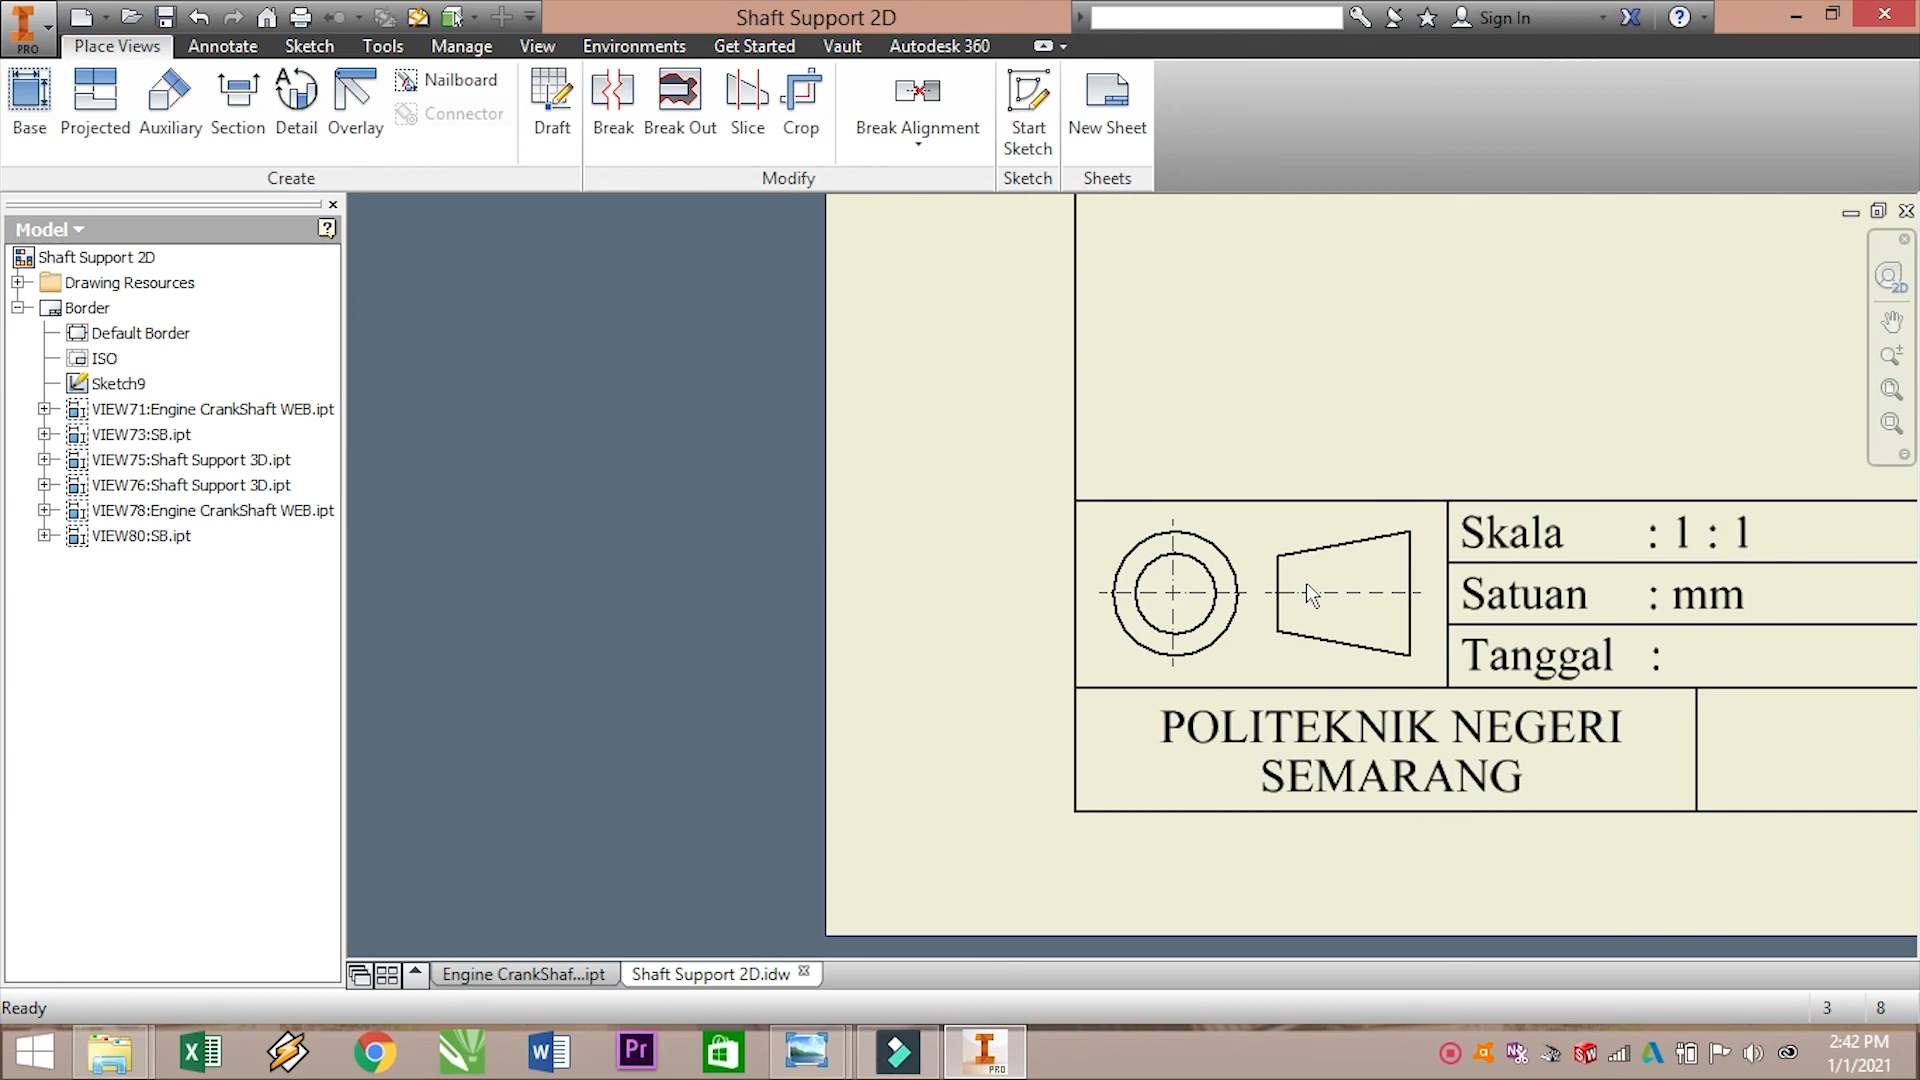 Shaft Support 2D
Sign In
PRO
Place Views
Annotate
Sketch
Tools
Manage
View
Environments
Get Started
Vault
Autodesk 360
Base
Projected
Auxiliary
Section
Detail
Overlay
Nailboard
Connector
Draft
Break
Break Out
Slice
Crop
Break Alignment
Start
Sketch
New Sheet
Create
Modify
Sketch
Sheets
Model
Shaft Support 2D
Drawing Resources
Border
Default Border
ISO
Sketch9
VIEW71:Engine CrankShaft WEB.ipt
VIEW73:SB.ipt
VIEW75:Shaft Support 3D.ipt
VIEW76:Shaft Support 3D.ipt
VIEW78:Engine CrankShaft WEB.ipt
VIEW80:SB.ipt
2D
Skala : 1 : 1
Satuan : mm
Tanggal :
POLITEKNIK NEGERI
SEMARANG
Engine CrankShaf...ipt
Shaft Support 2D.idw
Ready
3 8
Pr
PRO
2:42 PM
1/1/2021